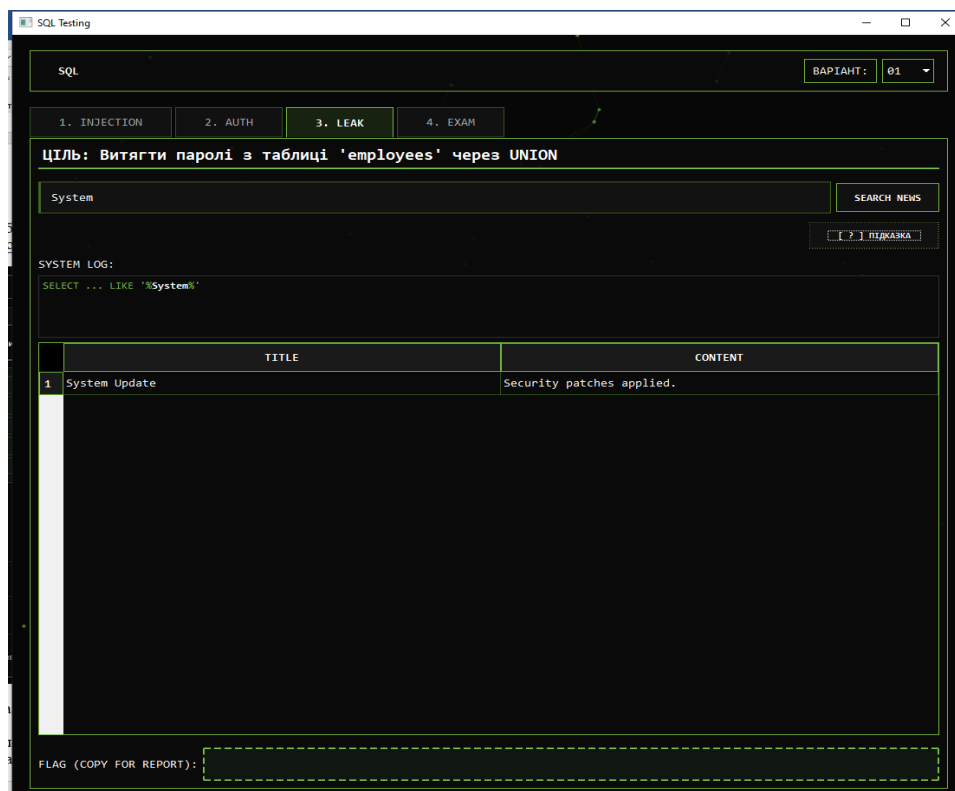 SQL Testing
SQL
ВАРІАНТ: 01
1. INJECTION 2. AUTH 3. LEAK 4. EXAM
ЦІЛЬ: Витягти паролі з таблиці 'employees' через UNION
System SEARCH NEWS
[ ? ] ПІДКАЗКА
SYSTEM LOG:
SELECT ... LIKE '%System%'
TITLE CONTENT
1 System Update Security patches applied.
FLAG (COPY FOR REPORT):